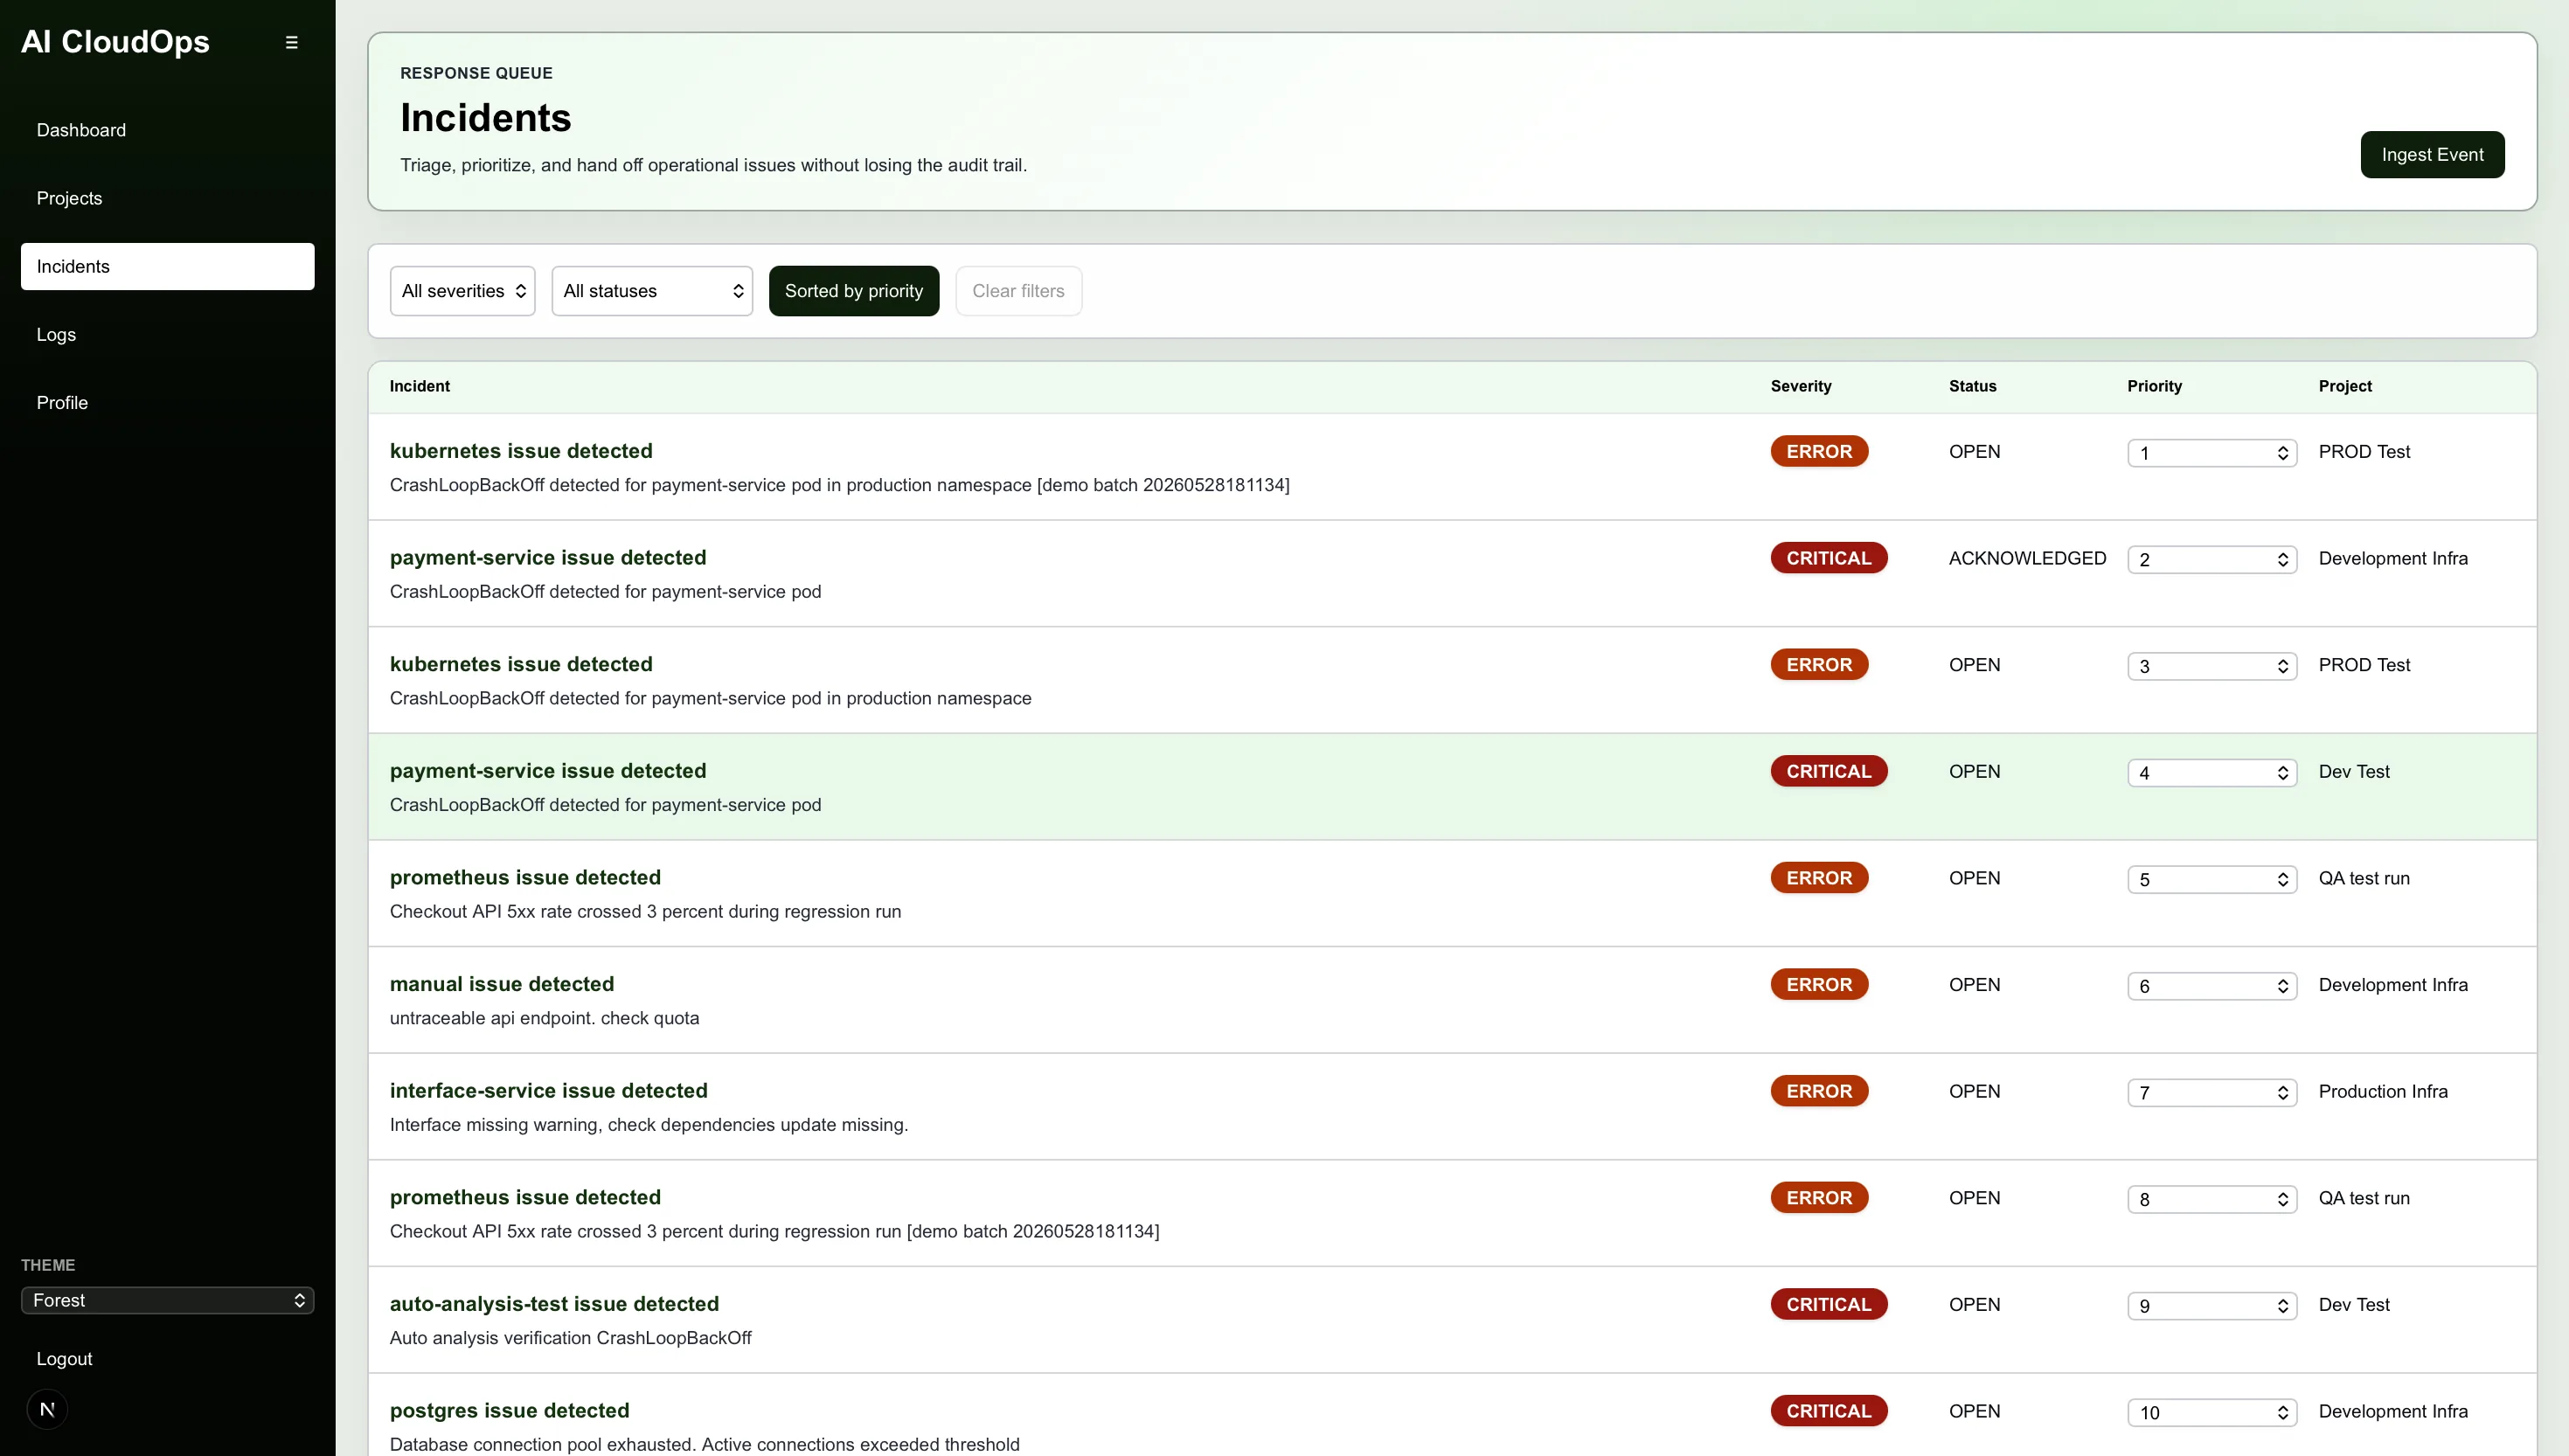 AI CloudOps
Dashboard
Projects
Incidents
Logs
Profile
THEME
Forest
Logout
N
RESPONSE QUEUE
Incidents
Triage, prioritize, and hand off operational issues without losing the audit trail.
Ingest Event
All severities
All statuses
Sorted by priority
Clear filters
Incident Severity Status Priority Project
kubernetes issue detected ERROR OPEN 1 PROD Test
CrashLoopBackOff detected for payment-service pod in production namespace [demo batch 20260528181134]
payment-service issue detected CRITICAL ACKNOWLEDGED 2 Development Infra
CrashLoopBackOff detected for payment-service pod
kubernetes issue detected ERROR OPEN 3 PROD Test
CrashLoopBackOff detected for payment-service pod in production namespace
payment-service issue detected CRITICAL OPEN 4 Dev Test
CrashLoopBackOff detected for payment-service pod
prometheus issue detected ERROR OPEN 5 QA test run
Checkout API 5xx rate crossed 3 percent during regression run
manual issue detected ERROR OPEN 6 Development Infra
untraceable api endpoint. check quota
interface-service issue detected ERROR OPEN 7 Production Infra
Interface missing warning, check dependencies update missing.
prometheus issue detected ERROR OPEN 8 QA test run
Checkout API 5xx rate crossed 3 percent during regression run [demo batch 20260528181134]
auto-analysis-test issue detected CRITICAL OPEN 9 Dev Test
Auto analysis verification CrashLoopBackOff
postgres issue detected CRITICAL OPEN 10 Development Infra
Database connection pool exhausted. Active connections exceeded threshold